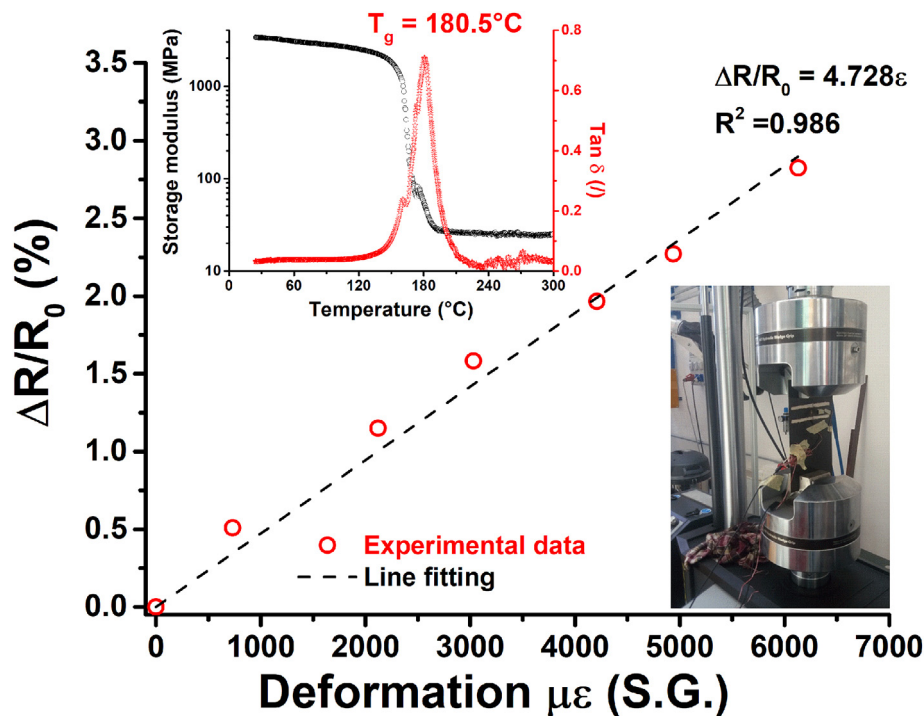 T_g = 180.5°C
Storage modulus (MPa)
1000
100
10
0 60 120 180 240 300
Temperature (°C)
0.8
0.6
0.4
0.2
0.0
Tan δ (/)
ΔR/R₀ = 4.728ε
R² =0.986
ΔR/R₀ (%)
3.5
3.0
2.5
2.0
1.5
1.0
0.5
0.0
Experimental data
Line fitting
0 1000 2000 3000 4000 5000 6000 7000
Deformation με (S.G.)